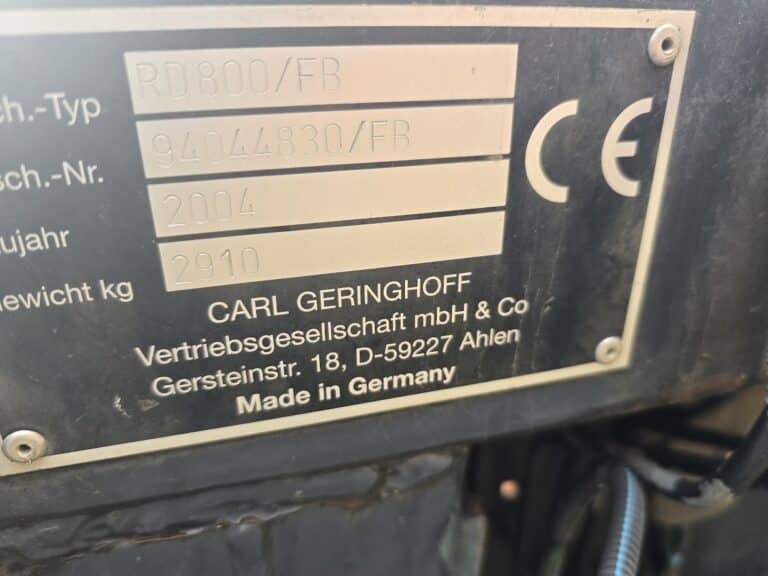 ch.-Typ RD800/FB
sch.-Nr. 94044830/FB
ujahr 2004
ewicht kg 2910
CE
CARL GERINGHOFF
Vertriebsgesellschaft mbH & Co
Gersteinstr. 18, D-59227 Ahlen
Made in Germany